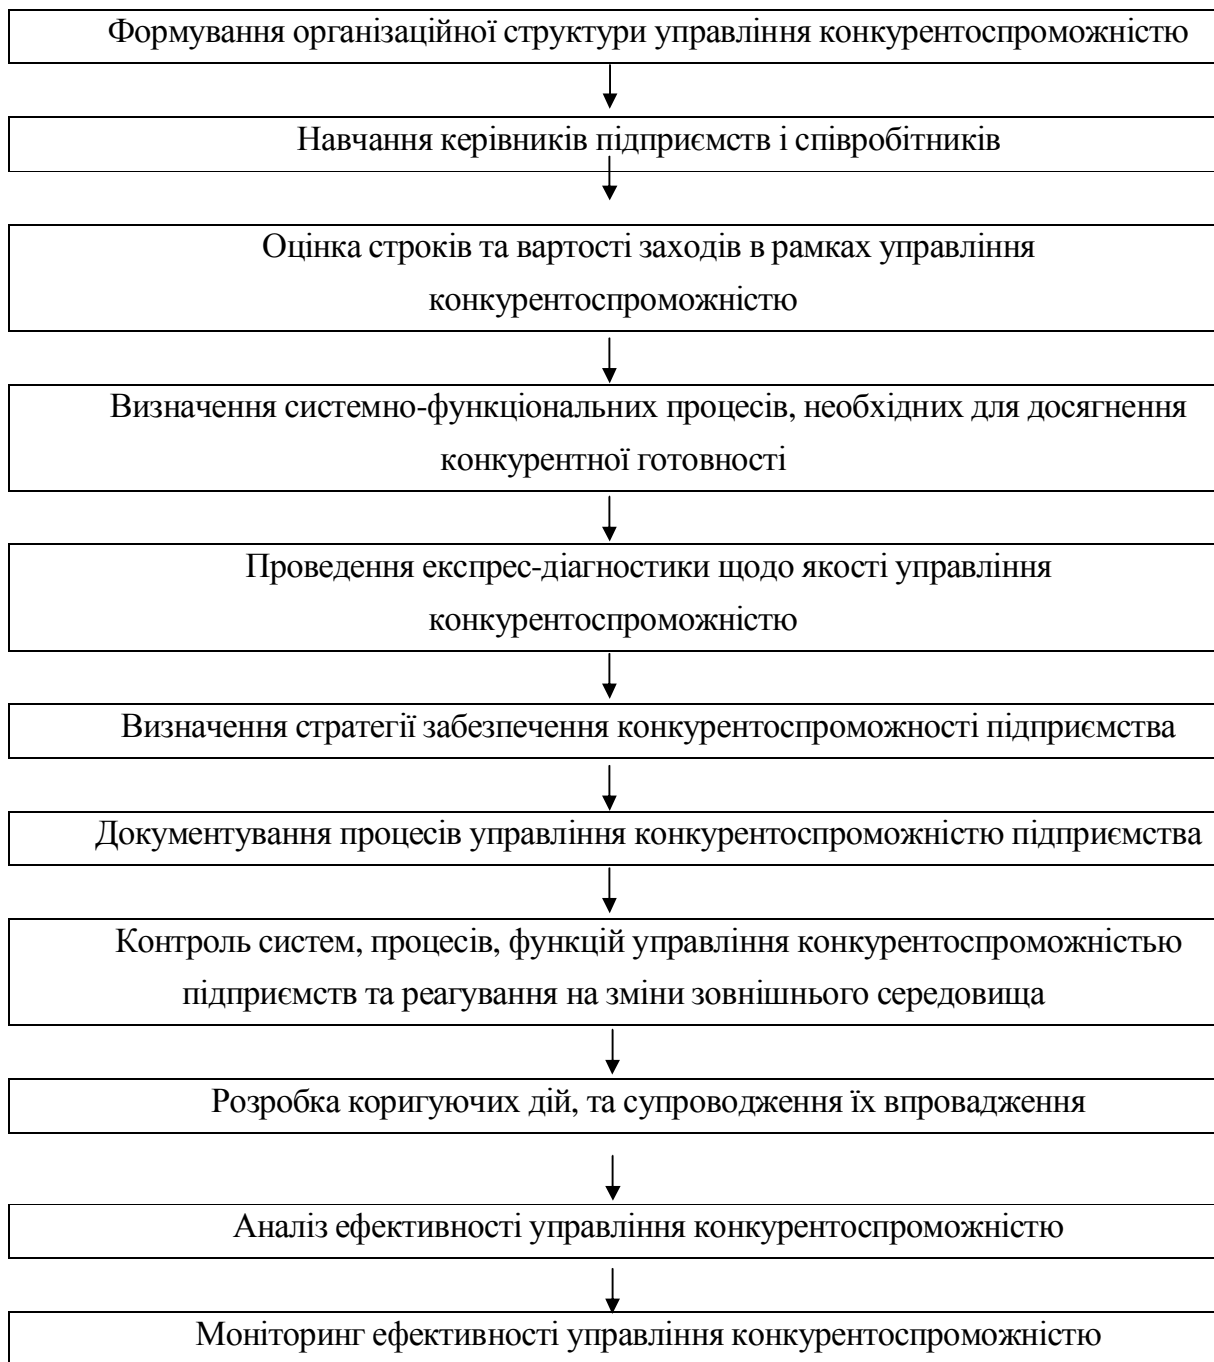 Формування організаційної структури управління конкурентоспроможністю
Навчання керівників підприємств і співробітників
Оцінка строків та вартості заходів в рамках управління
конкурентоспроможністю
Визначення системно-функціональних процесів, необхідних для досягнення
конкурентної готовності
Проведення експрес-діагностики щодо якості управління
конкурентоспроможністю
Визначення стратегії забезпечення конкурентоспроможності підприємства
Документування процесів управління конкурентоспроможністю підприємства
Контроль систем, процесів, функцій управління конкурентоспроможністью
підприємств та реагування на зміни зовнішнього середовища
Розробка коригуючих дій, та супроводження їх впровадження
Аналіз ефективності управління конкурентоспроможністю
Моніторинг ефективності управління конкурентоспроможністю